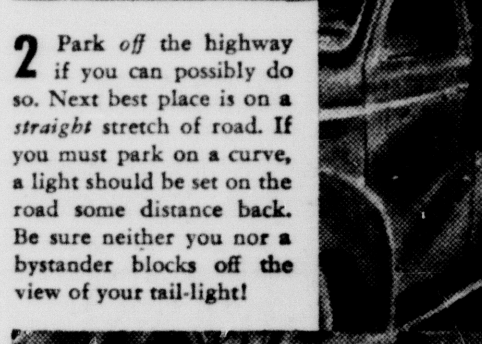 2 Park off the highway
if you can possibly do
so. Next best place is on a
straight stretch of road. If
you must park on a curve,
a light should be set on the
road some distance back.
Be sure neither you nor a
bystander blocks off the
view of your tail-light!